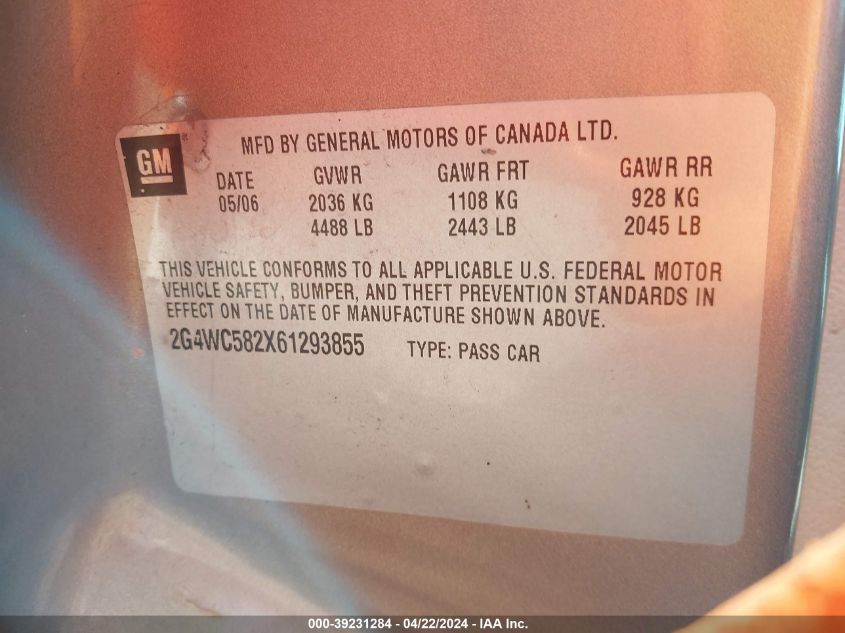 MFD BY GENERAL MOTORS OF CANADA LTD.
GM®
DATE GVWR GAWR FRT GAWR RR
05/06 2036 KG 1108 KG 928 KG
4488 LB 2443 LB 2045 LB
THIS VEHICLE CONFORMS TO ALL APPLICABLE U.S. FEDERAL MOTOR
VEHICLE SAFETY, BUMPER, AND THEFT PREVENTION STANDARDS IN
EFFECT ON THE DATE OF MANUFACTURE SHOWN ABOVE.
2G4WC582X61293855 TYPE: PASS CAR
000-39231284 - 04/22/2024 - IAA Inc.